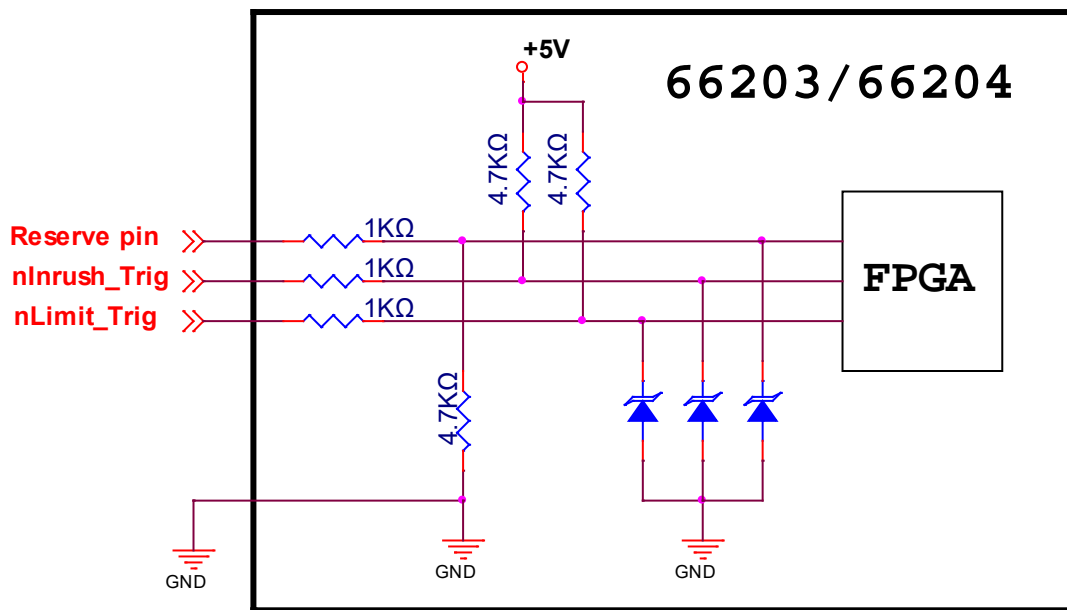 +5V
66203/66204
4.7KΩ
4.7KΩ
Reserve pin
1KΩ
nInrush_Trig
1KΩ
nLimit_Trig
1KΩ
FPGA
4.7KΩ
GND
GND
GND